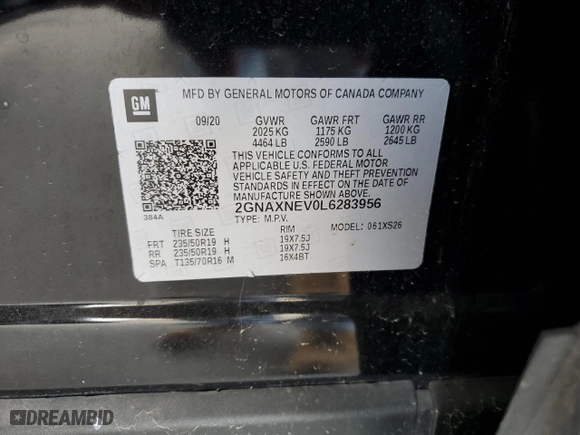 GM
MFD BY GENERAL MOTORS OF CANADA COMPANY
09/20 GVWR GAWR FRT GAWR RR
2025 KG 1175 KG 1200 KG
4464 LB 2590 LB 2645 LB
THIS VEHICLE CONFORMS TO ALL
APPLICABLE U.S. FEDERAL MOTOR
VEHICLE SAFETY AND THEFT
PREVENTION STANDARDS IN EFFECT
ON THE DATE OF MANUFACTURE
SHOWN ABOVE.
384A
2GNAXNEV0L6283956
TYPE: M.P.V. MODEL: 061XS26
TIRE SIZE RIM
FRT 235/50R19 H 19X7.5J
RR 235/50R19 H 19X7.5J
SPA T135/70R16 M 16X4BT
DREAMBID